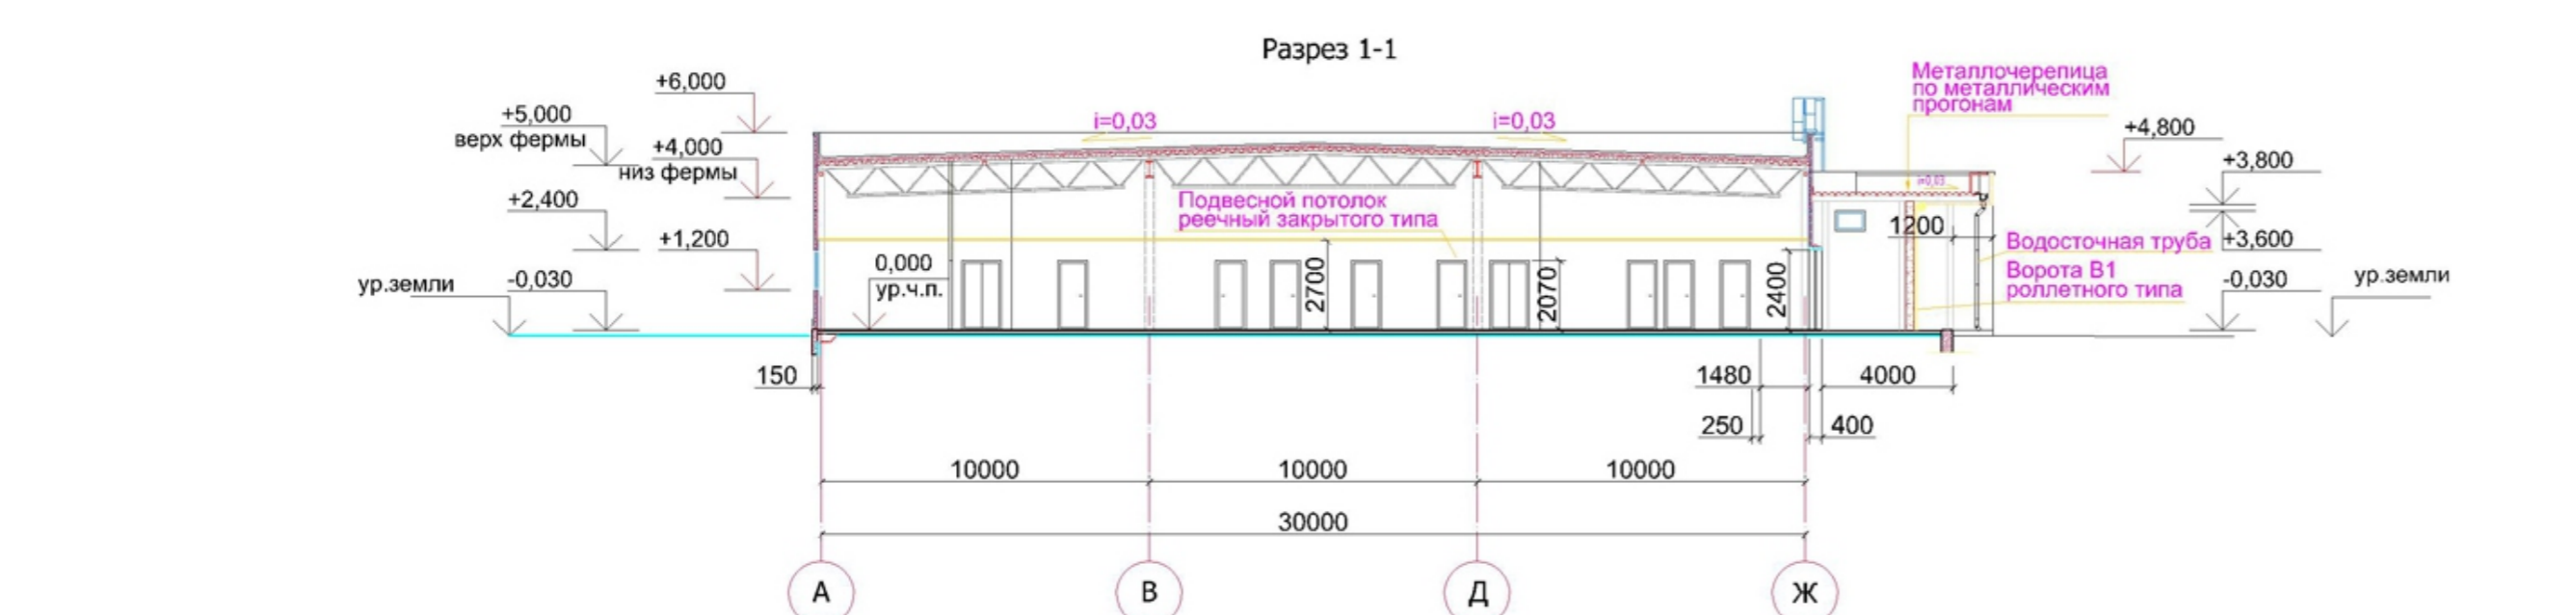 Разрез 1-1
+6,000
+5,000
верх фермы
+4,000
низ фермы
+2,400
+1,200
ур.земли
-0,030
i=0,03
i=0,03
Металлочерепица
по металлическим
прогонам
+4,800
+3,800
i=0,03
Подвесной потолок
реечный закрытого типа
1200
Водосточная труба
+3,600
Ворота В1
роллетного типа
-0,030
ур.земли
0,000
ур.ч.п.
2700
2070
2400
150
1480
4000
250
400
10000
10000
10000
30000
А
В
Д
Ж